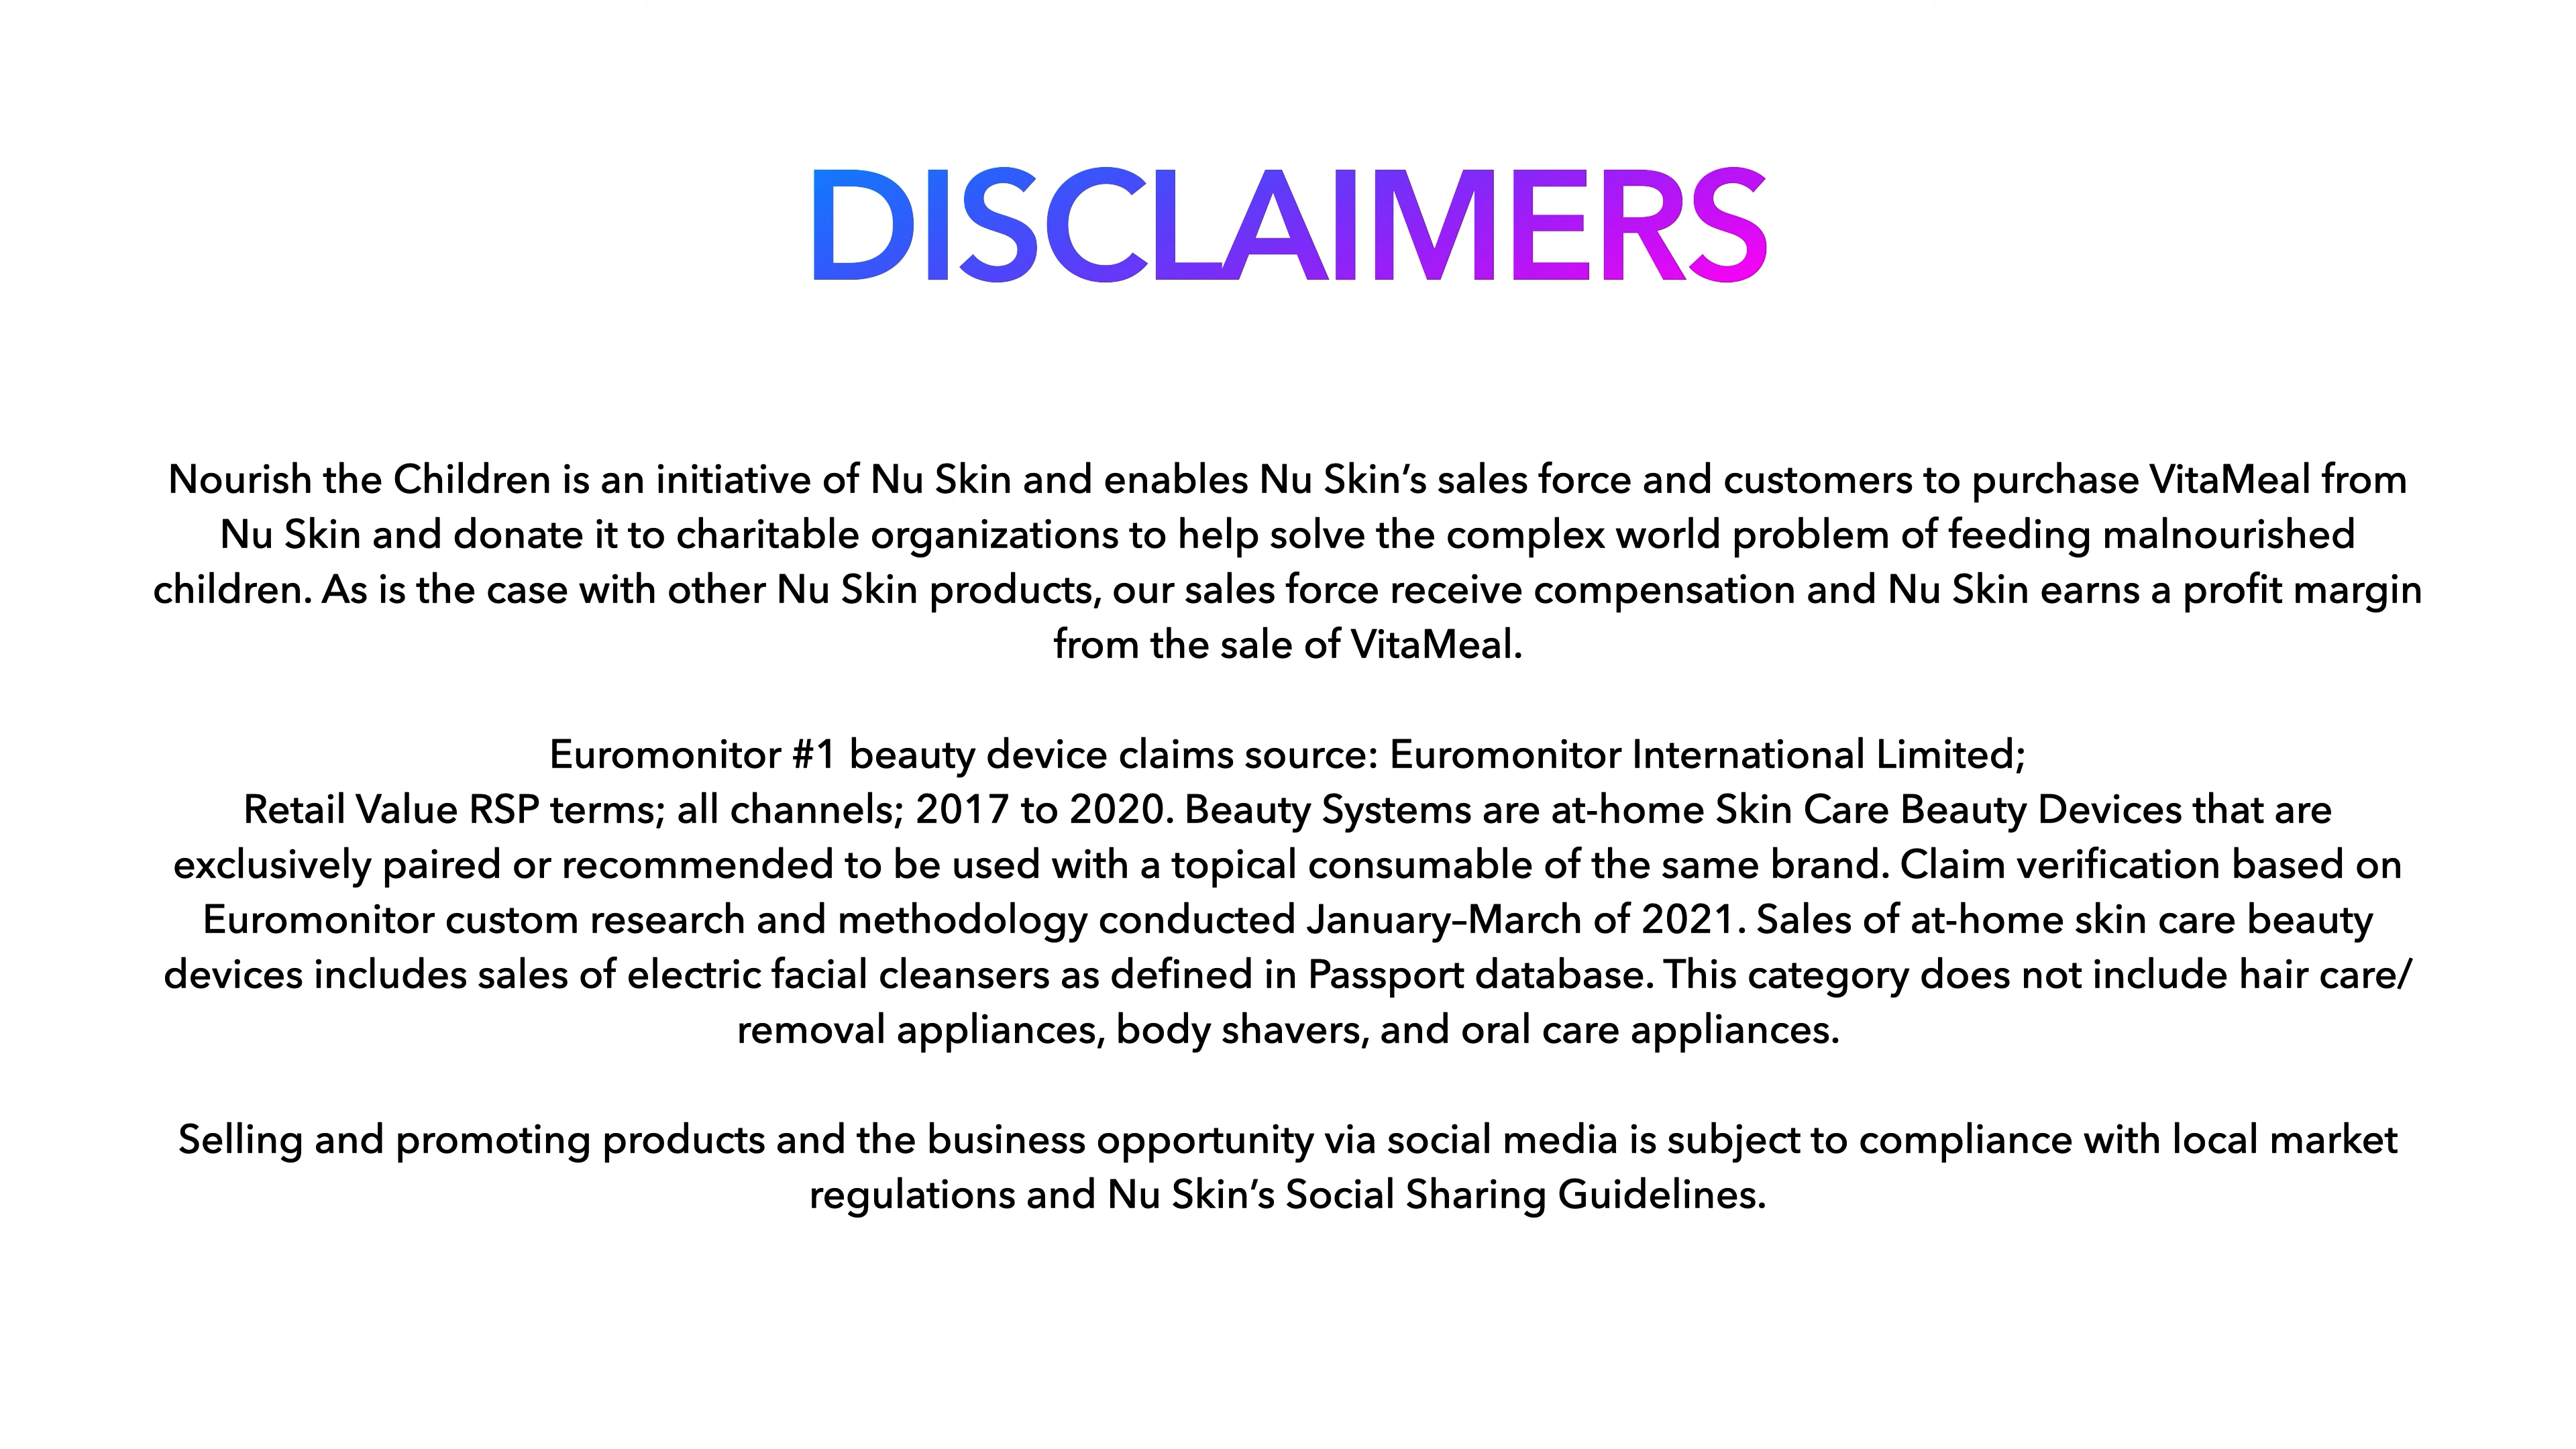 DISCLAIMERS
Nourish the Children is an initiative of Nu Skin and enables Nu Skin’s sales force and customers to purchase VitaMeal from
Nu Skin and donate it to charitable organizations to help solve the complex world problem of feeding malnourished
children. As is the case with other Nu Skin products, our sales force receive compensation and Nu Skin earns a profit margin
from the sale of VitaMeal.
Euromonitor #1 beauty device claims source: Euromonitor International Limited;
Retail Value RSP terms; all channels; 2017 to 2020. Beauty Systems are at-home Skin Care Beauty Devices that are
exclusively paired or recommended to be used with a topical consumable of the same brand. Claim verification based on
Euromonitor custom research and methodology conducted January–March of 2021. Sales of at-home skin care beauty
devices includes sales of electric facial cleansers as defined in Passport database. This category does not include hair care/
removal appliances, body shavers, and oral care appliances.
Selling and promoting products and the business opportunity via social media is subject to compliance with local market
regulations and Nu Skin’s Social Sharing Guidelines.